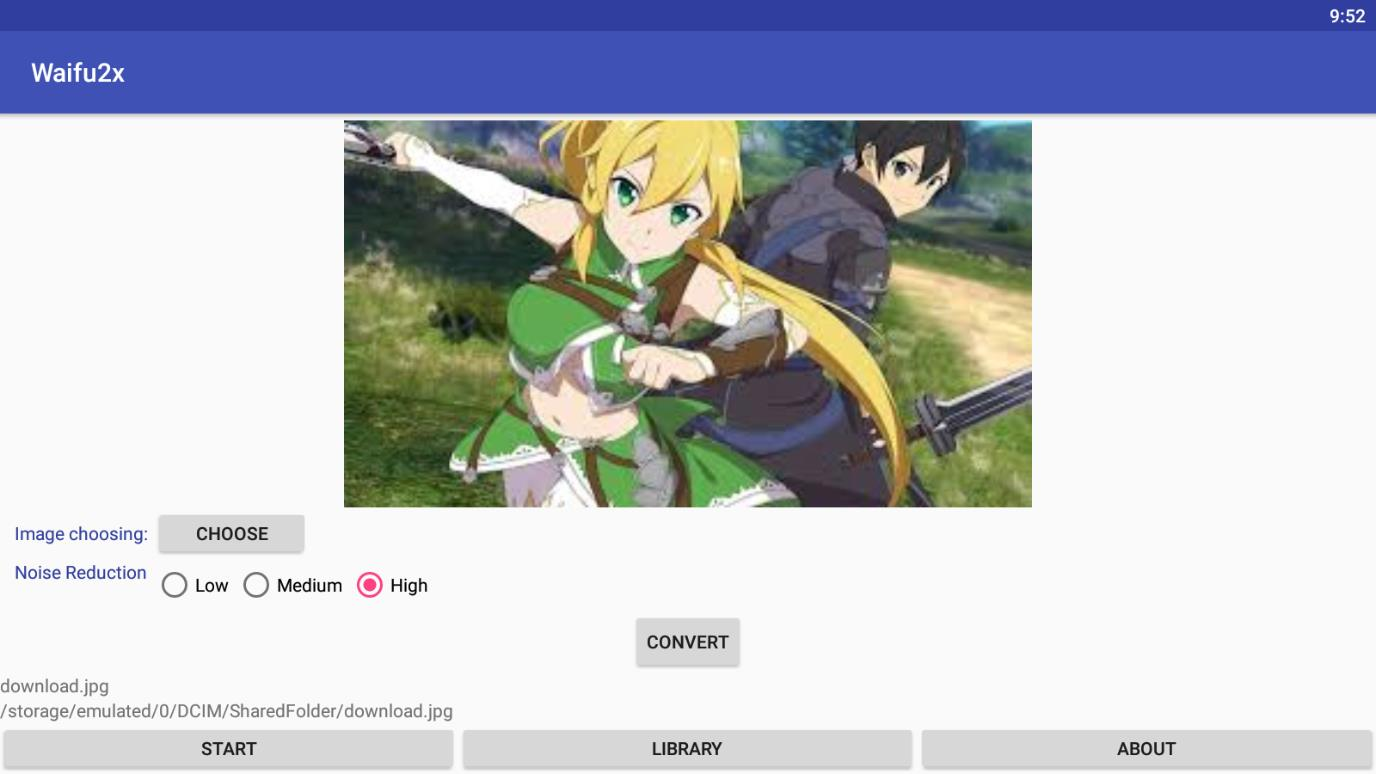 9:52
Waifu2x
Image choosing: CHOOSE
Noise Reduction
Low Medium High
CONVERT
download.jpg
/storage/emulated/0/DCIM/SharedFolder/download.jpg
START LIBRARY ABOUT